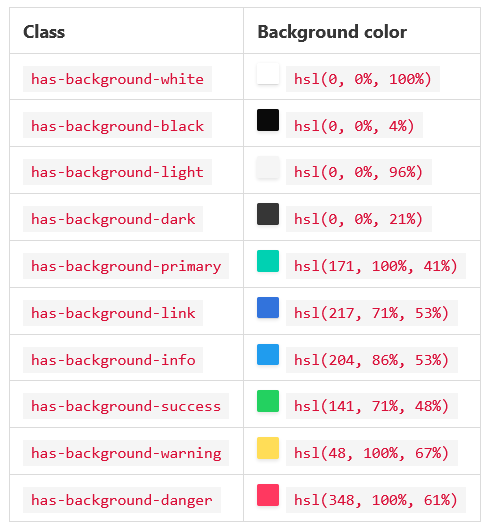 Class Background color
has-background-white hsl(0, 0%, 100%)
has-background-black hsl(0, 0%, 4%)
has-background-light hsl(0, 0%, 96%)
has-background-dark hsl(0, 0%, 21%)
has-background-primary hsl(171, 100%, 41%)
has-background-link hsl(217, 71%, 53%)
has-background-info hsl(204, 86%, 53%)
has-background-success hsl(141, 71%, 48%)
has-background-warning hsl(48, 100%, 67%)
has-background-danger hsl(348, 100%, 61%)